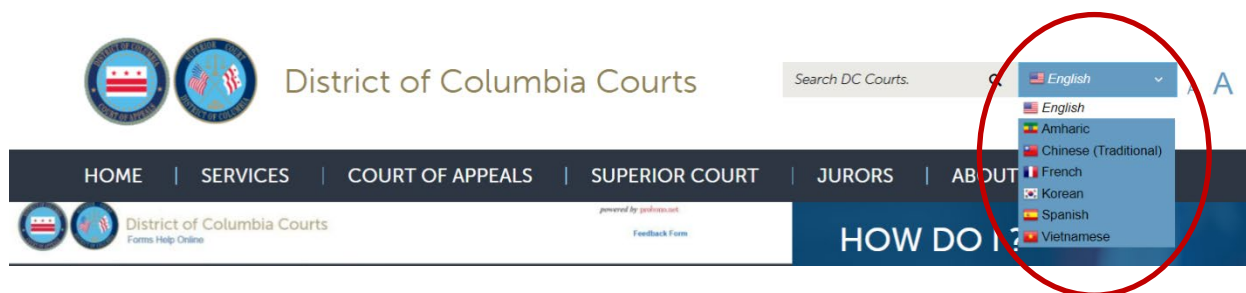 District of Columbia Courts
Search DC Courts.
English
A A
English
Amharic
Chinese (Traditional)
French
Korean
Spanish
Vietnamese
HOME | SERVICES | COURT OF APPEALS | SUPERIOR COURT | JURORS | ABOUT
District of Columbia Courts
Forms Help Online
powered by
Feedback Form
HOW DO I?